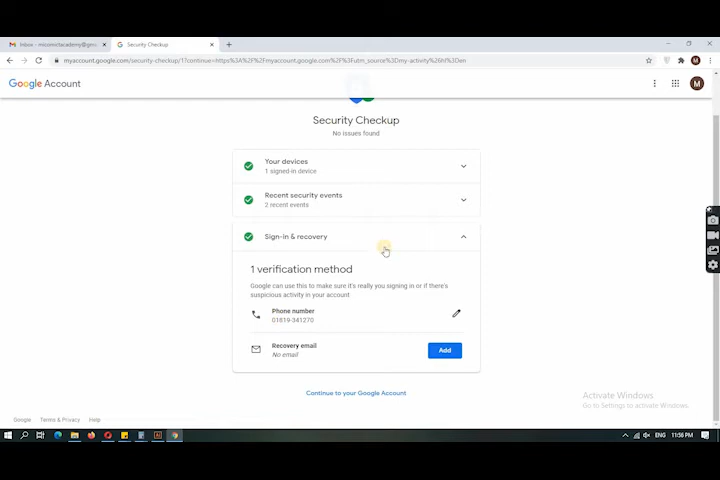 Inbox - micomictacademy@gm
Security Checkup
myaccount.google.com/security-checkup/1?continue=https%3A%2F%2Fmyaccount.google.com%2F%3Futm_source%3Dmy-activity%26hl%3Den
M
Google Account
M
Security Checkup
No issues found
Your devices
1 signed-in device
Recent security events
2 recent events
Sign-in & recovery
1 verification method
Google can use this to make sure it's really you signing in or if there's
suspicious activity in your account
Phone number
01819-341270
Recovery email
No email
Add
Continue to your Google Account
Activate Windows
Go to Settings to activate Windows.
Google
Terms & Privacy
Help
ENG
11:56 PM